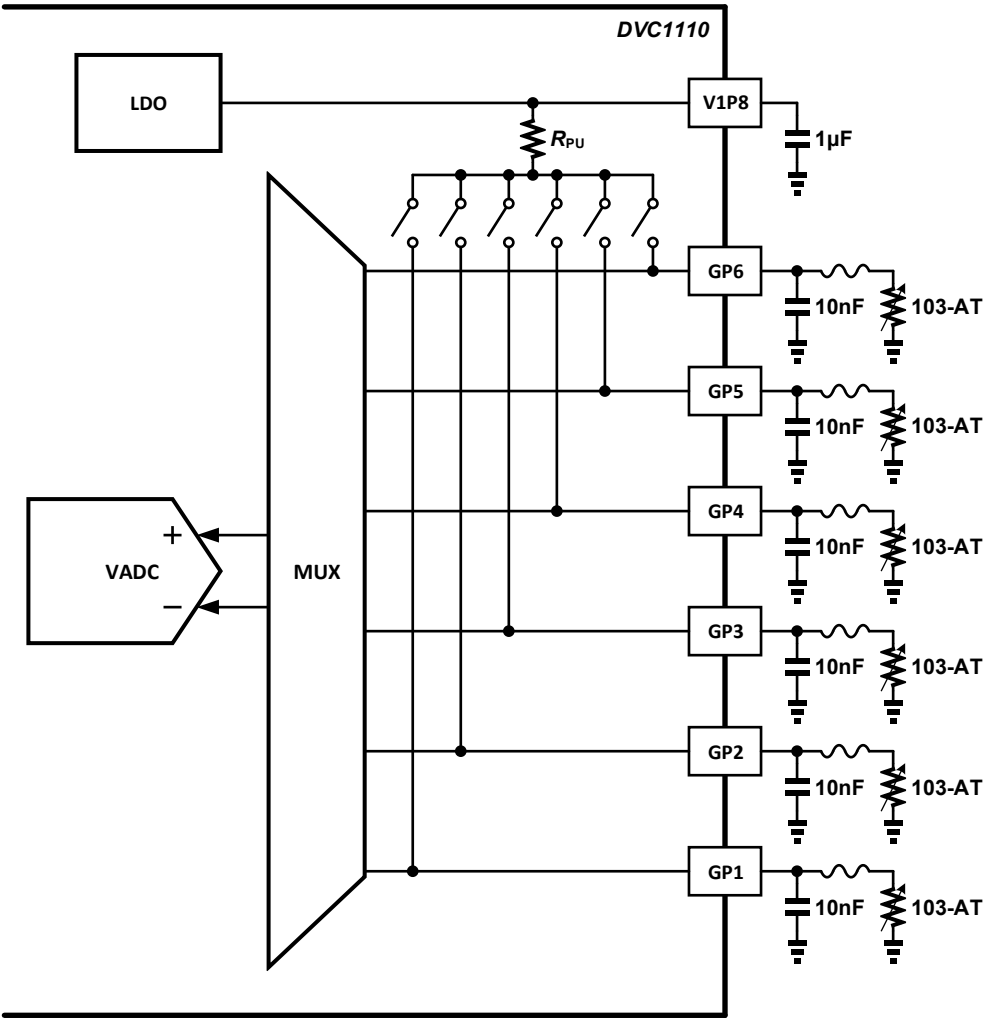 DVC1110
LDO
V1P8
1µF
RPU
GP6
10nF
103-AT
GP5
10nF
103-AT
GP4
10nF
103-AT
+
VADC
−
MUX
GP3
10nF
103-AT
GP2
10nF
103-AT
GP1
10nF
103-AT